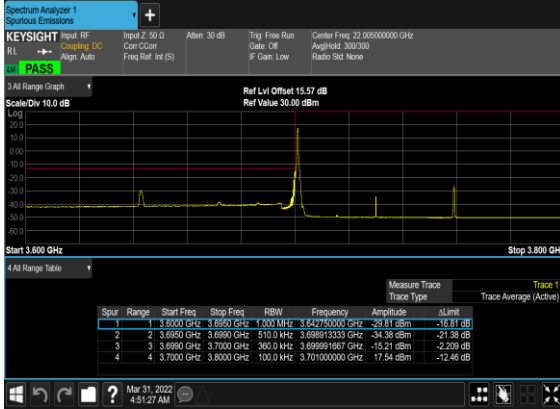 Spectrum Analyzer 1
Spurious Emissions
+
KEYSIGHT Input: RF Input Z: 50 Ω Atten: 30 dB Trig: Free Run Center Freq: 22.005000000 GHz
RL Coupling: DC Corr CCorr Gate: Off Avg|Hold: 300/300
Align: Auto Freq Ref: Int (S) IF Gain: Low Radio Std: None
PASS
3 All Range Graph
Ref Lvl Offset 15.57 dB
Scale/Div 10.0 dB Ref Value 30.00 dBm
Log
20.0
10.0
0.00
-10.0
-20.0
-30.0
-40.0
-50.0
-60.0
Start 3.600 GHz Stop 3.800 GH
4 All Range Table
Measure Trace Trace 1
Trace Type Trace Average (Active)
Spur Range Start Freq Stop Freq RBW Frequency Amplitude ΔLimit
1 1 3.6000 GHz 3.6950 GHz 1.000 MHz 3.642750000 GHz -29.81 dBm -16.81 dB
2 2 3.6950 GHz 3.6990 GHz 510.0 kHz 3.698913333 GHz -34.38 dBm -21.38 dB
3 3 3.6990 GHz 3.7000 GHz 360.0 kHz 3.699991667 GHz -15.21 dBm -2.209 dB
4 4 3.7000 GHz 3.8000 GHz 100.0 kHz 3.701000000 GHz 17.54 dBm -12.46 dB
?
Mar 31, 2022
4:51:27 AM